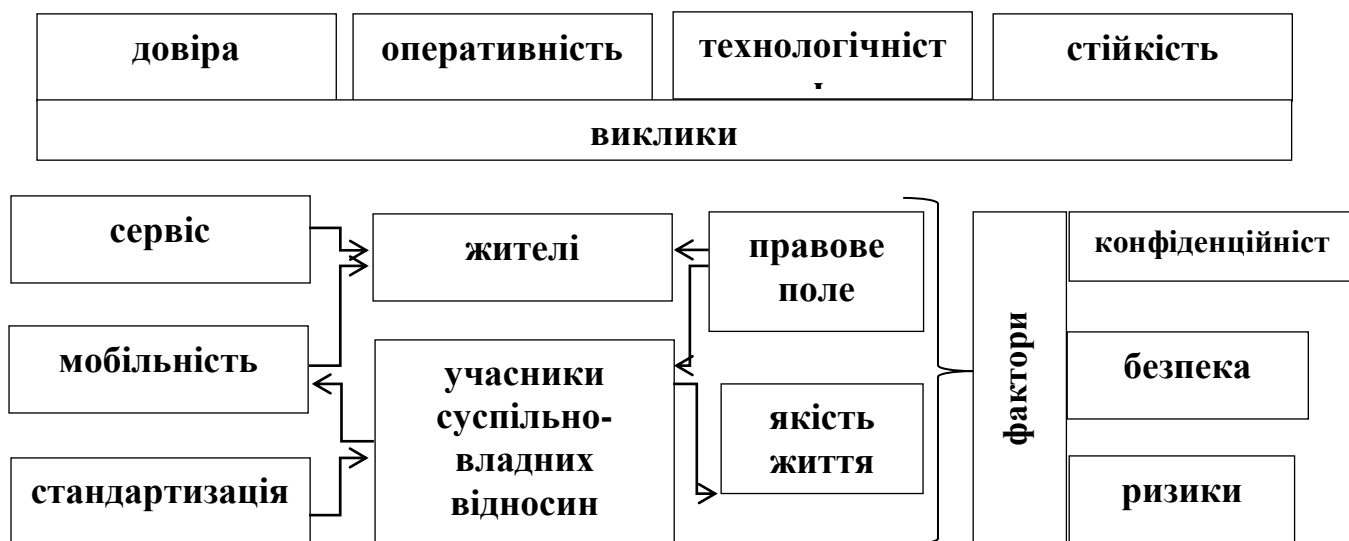 довіра
оперативність
технологічніст
стійкість
виклики
сервіс
жителі
правове
поле
конфіденційніст
мобільність
учасники
суспільно-
владних
відносин
фактори
безпека
якість
життя
стандартизація
ризики